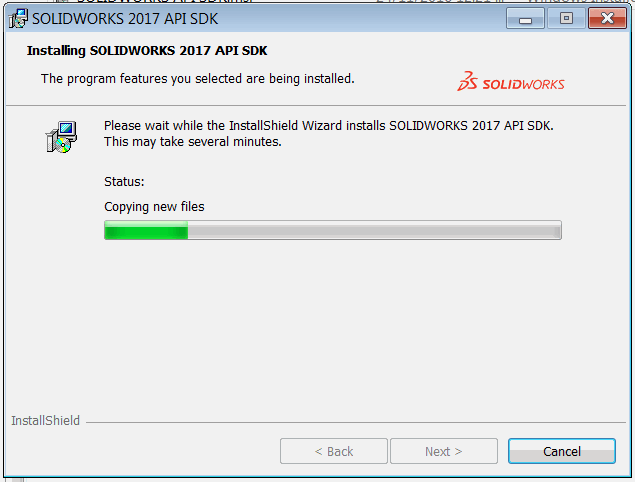 SOLIDWORKS 2017 API SDK
Installing SOLIDWORKS 2017 API SDK
The program features you selected are being installed.
SOLIDWORKS
Please wait while the InstallShield Wizard installs SOLIDWORKS 2017 API SDK.
This may take several minutes.
Status:
Copying new files
InstallShield
< Back
Next >
Cancel